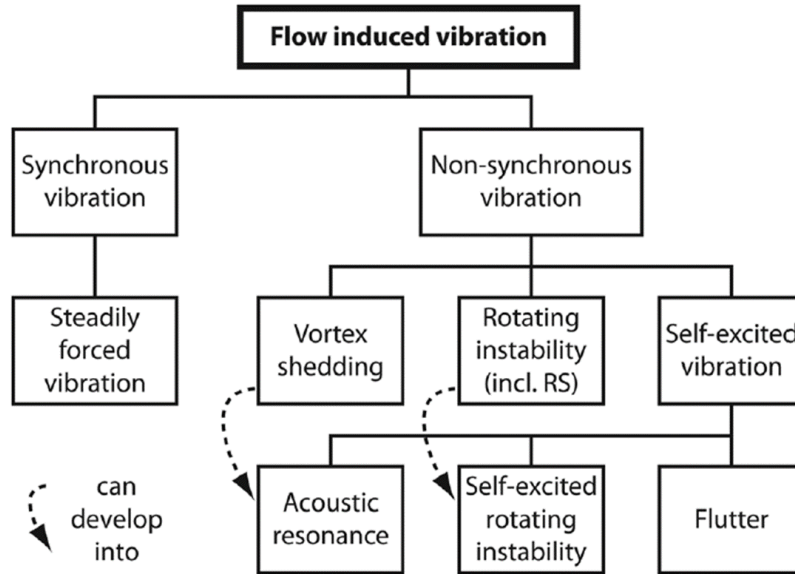 Flow induced vibration
Synchronous
vibration
Non-synchronous
vibration
Steadily
forced
vibration
Vortex
shedding
Rotating
instability
(incl. RS)
Self-excited
vibration
can
develop
into
Acoustic
resonance
Self-excited
rotating
instability
Flutter